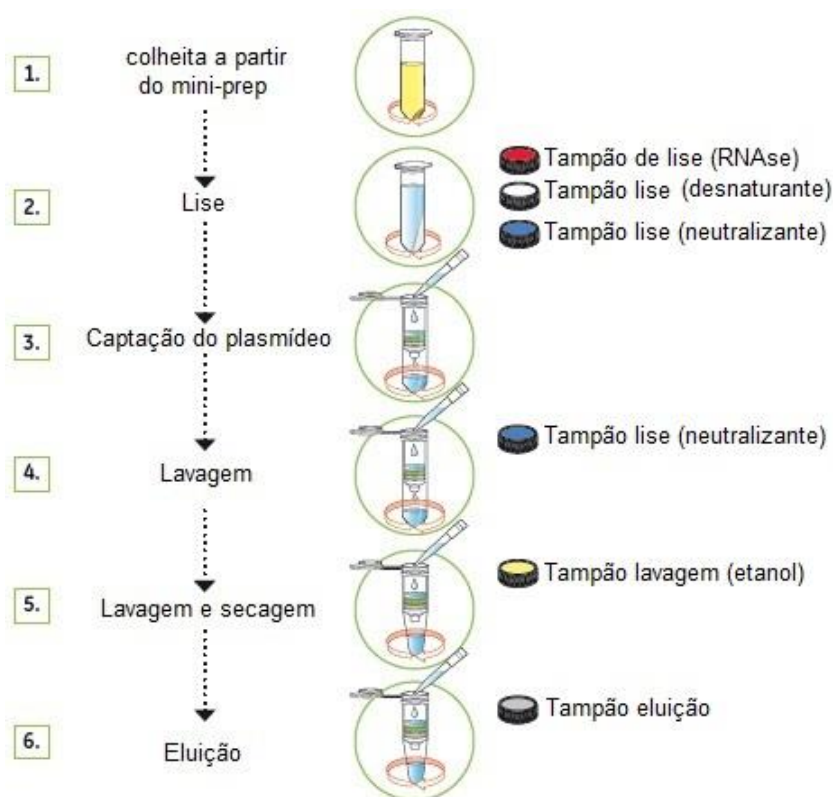 1.
colheita a partir
do mini-prep
2.
Lise
Tampão de lise (RNAse)
Tampão lise (desnaturante)
Tampão lise (neutralizante)
3.
Captação do plasmídeo
4.
Lavagem
Tampão lise (neutralizante)
5.
Lavagem e secagem
Tampão lavagem (etanol)
6.
Eluição
Tampão eluição